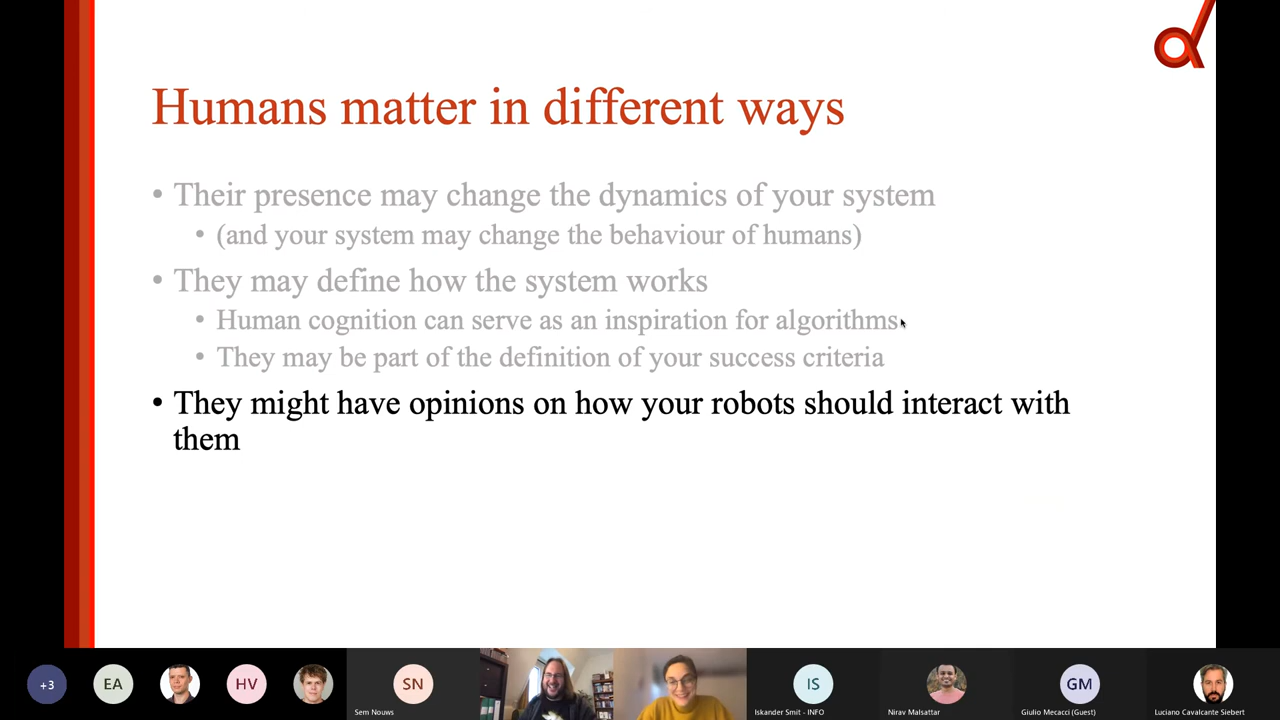 Humans matter in different ways
• Their presence may change the dynamics of your system
• (and your system may change the behaviour of humans)
• They may define how the system works
• Human cognition can serve as an inspiration for algorithms
• They may be part of the definition of your success criteria
• They might have opinions on how your robots should interact with
them
+3
EA
HV
SN
Sem Nouws
IS
Iskander Smit - INFO
Nirav Malsattar
GM
Giulio Mecacci (Guest)
Luciano Cavalcante Siebert